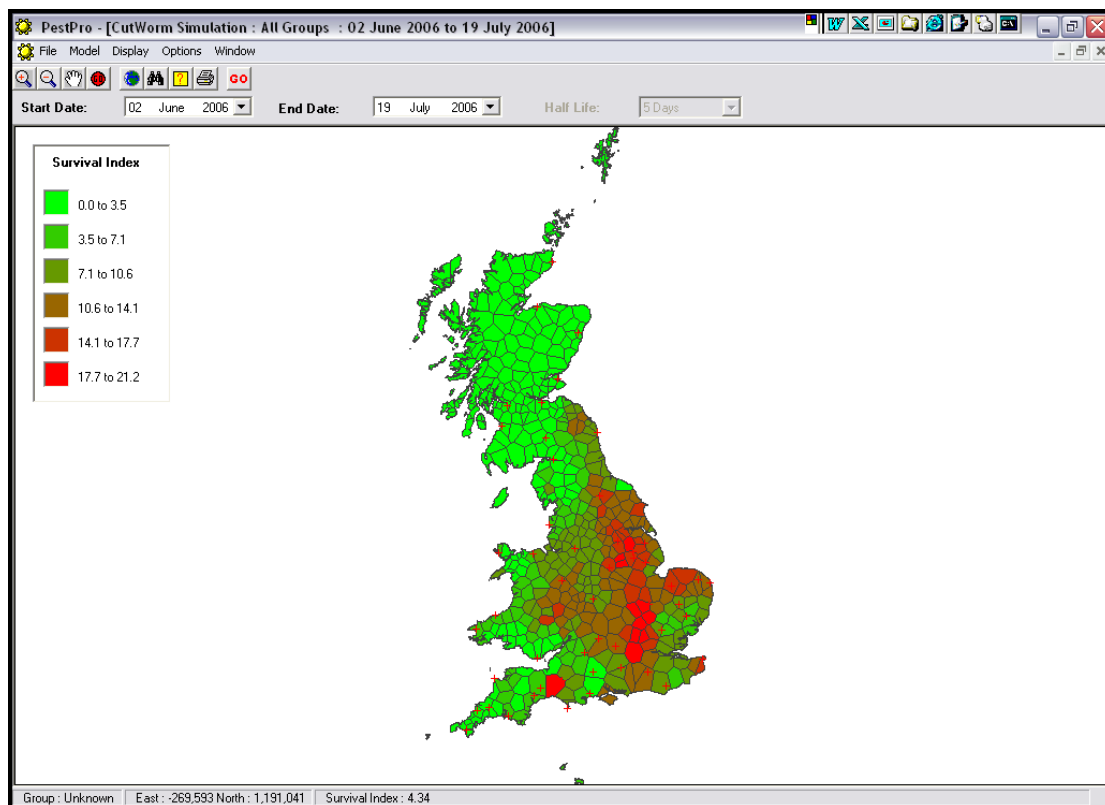 PestPro - [CutWorm Simulation : All Groups : 02 June 2006 to 19 July 2006]
File Model Display Options Window
GO
Start Date: 02 June 2006 End Date: 19 July 2006 Half Life: 5 Days
Survival Index
0.0 to 3.5
3.5 to 7.1
7.1 to 10.6
10.6 to 14.1
14.1 to 17.7
17.7 to 21.2
Group : Unknown East : -269,593 North : 1,191,041 Survival Index : 4.34